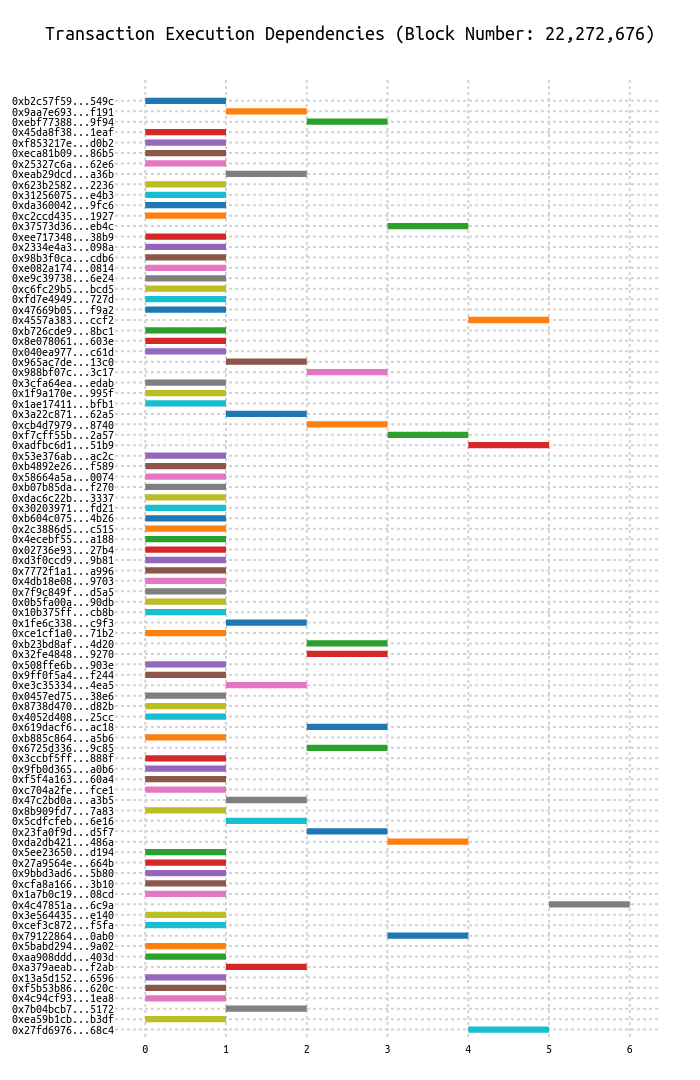 Transaction Execution Dependencies (Block Number: 22,272,676)
0xb2c57f59...549c
0x9aa7e693...f191
0xebf77388...9f94
0x45da8f38...1eaf
0xf853217e...d0b2
0xeca81b09...86b5
0x25327c6a...62e6
0xeab29dcd...a36b
0x623b2582...2236
0x31256075...e4b3
0xda360042...9fc6
0xc2ccd435...1927
0x37573d36...eb4c
0xee717348...38b9
0x2334e4a3...098a
0x98b3f0ca...cdb6
0xe082a174...0814
0xe9c39738...6e24
0xc6fc29b5...bcd5
0xfd7e4949...727d
0x47669b05...f9a2
0x4557a383...ccf2
0xb726cde9...8bc1
0x8e078061...603e
0x040ea977...c61d
0x965ac7de...13c0
0x988bf07c...3c17
0x3cfa64ea...edab
0x1f9a170e...995f
0x1ae17411...bfb1
0x3a22c871...62a5
0xcb4d7979...8740
0xf7cff55b...2a57
0xadfbc6d1...51b9
0x53e376ab...ac2c
0xb4892e26...f589
0x58664a5a...0074
0xb07b85da...f270
0xdac6c22b...3337
0x30203971...fd21
0xb604c075...4b26
0x2c3886d5...c515
0x4ecebf55...a188
0x02736e93...27b4
0xd3f0ccd9...9b81
0x7772f1a1...a996
0x4db18e08...9703
0x7f9c849f...d5a5
0x0b5fa00a...90db
0x10b375ff...cb8b
0x1fe6c338...c9f3
0xce1cf1a0...71b2
0xb23bd8af...4d20
0x32fe4848...9270
0x508ffe6b...903e
0x9ff0f5a4...f244
0xe3c35334...4ea5
0x0457ed75...38e6
0x8738d470...d82b
0x4052d408...25cc
0x619dacf6...ac18
0xb885c864...a5b6
0x6725d336...9c85
0x3ccbf5ff...888f
0x9fb0d365...a0b6
0xf5f4a163...60a4
0xc704a2fe...fce1
0x47c2bd0a...a3b5
0x8b909fd7...7a83
0x5cdfcfeb...6e16
0x23fa0f9d...d5f7
0xda2db421...486a
0x5ee23650...d194
0x27a9564e...664b
0x9bbd3ad6...5b80
0xcfa8a166...3b10
0x1a7b0c19...08cd
0x4c47851a...6c9a
0x3e564435...e140
0xcef3c872...f5fa
0x79122864...0ab0
0x5babd294...9a02
0xaa908ddd...403d
0xa379aeab...f2ab
0x13a5d152...6596
0xf5b53b86...620c
0x4c94cf93...1ea8
0x7b04bcb7...5172
0xea59b1cb...b3df
0x27fd6976...68c4
0 1 2 3 4 5 6